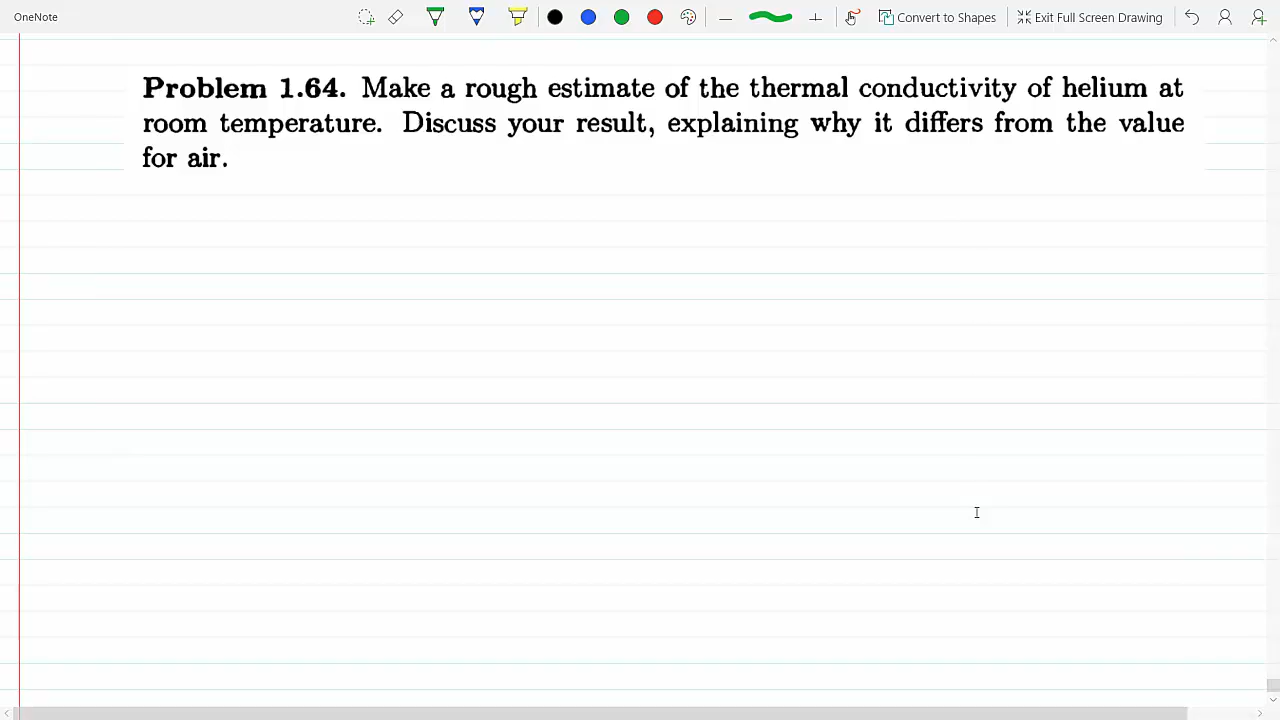 OneNote
Convert to Shapes
Exit Full Screen Drawing
Problem 1.64. Make a rough estimate of the thermal conductivity of helium at
room temperature. Discuss your result, explaining why it differs from the value
for air.